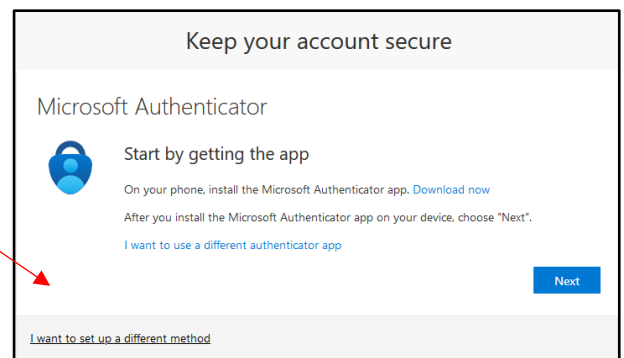 Keep your account secure
Microsoft Authenticator
Start by getting the app
On your phone, install the Microsoft Authenticator app. Download now
After you install the Microsoft Authenticator app on your device, choose "Next".
I want to use a different authenticator app
Next
I want to set up a different method